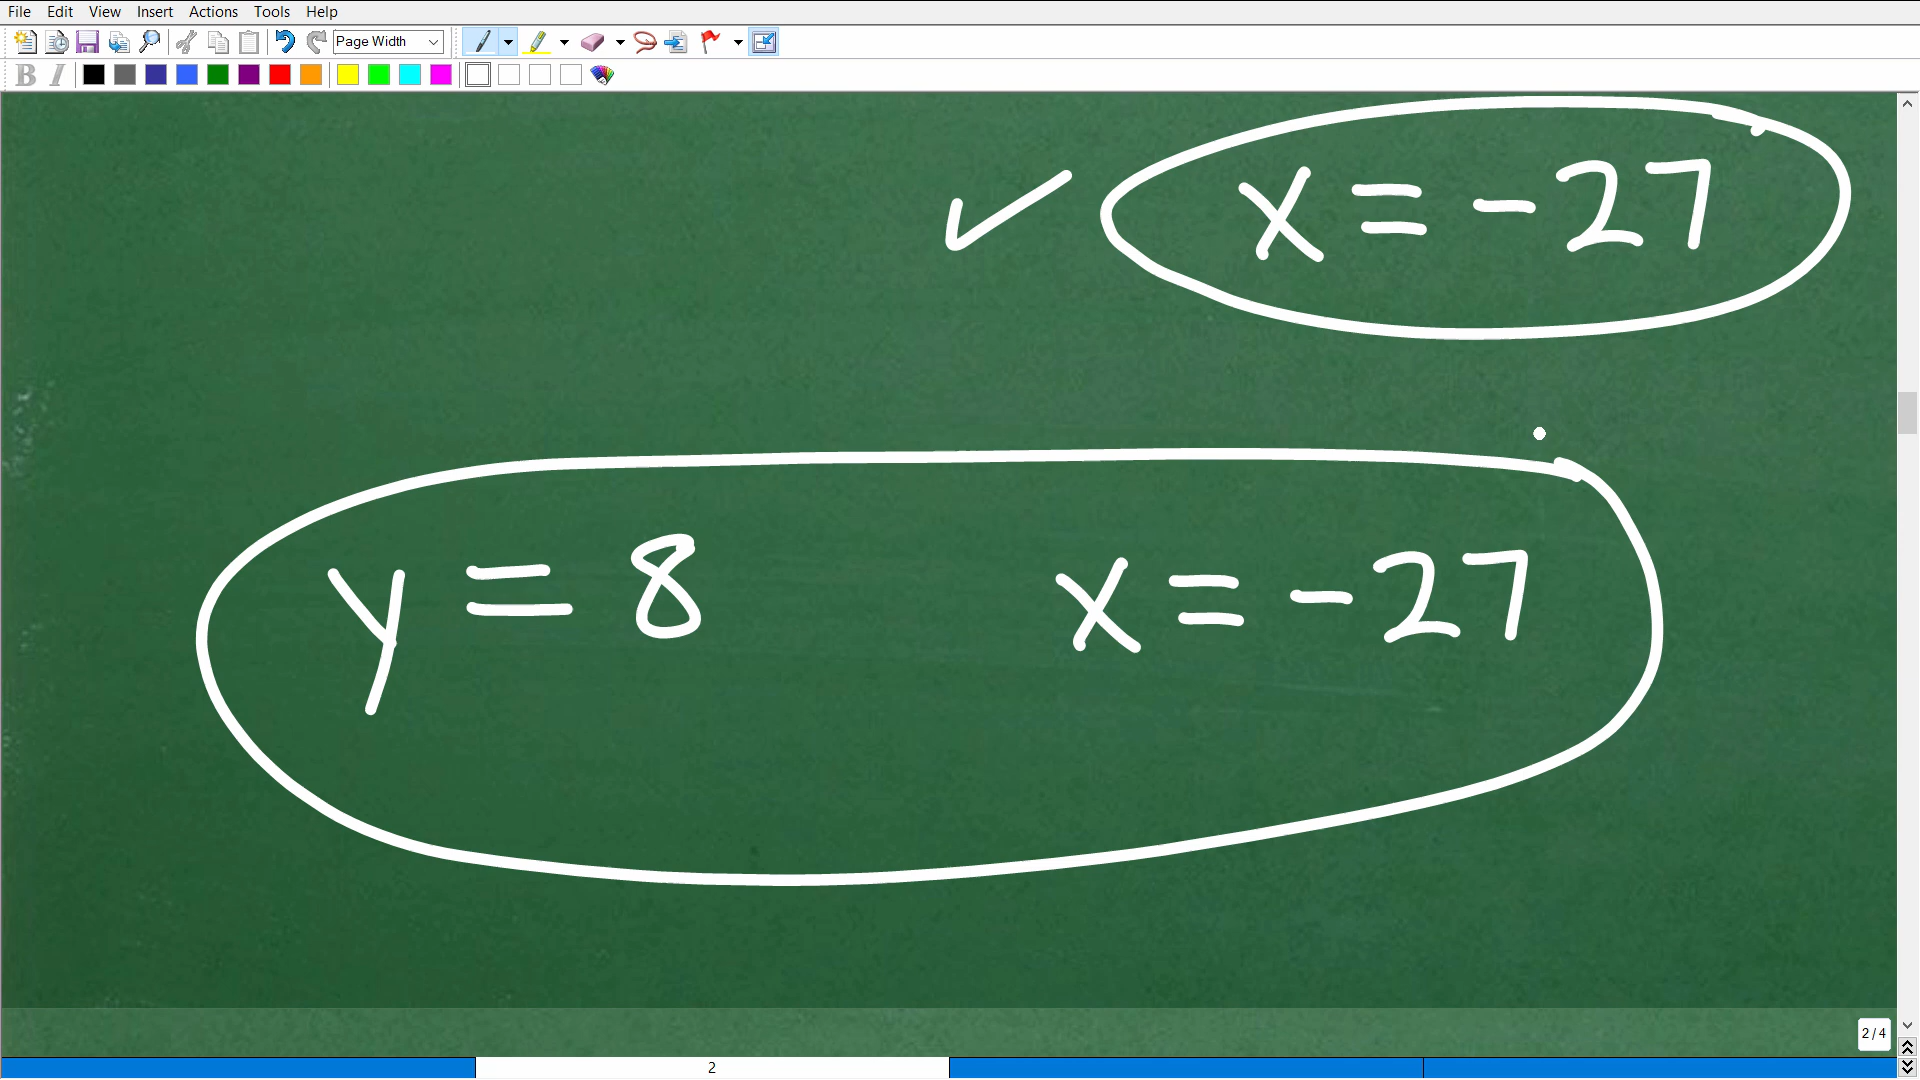 File Edit View Insert Actions Tools Help
Page Width
B I
x = -27
y = 8 x = -27
2 / 4
2